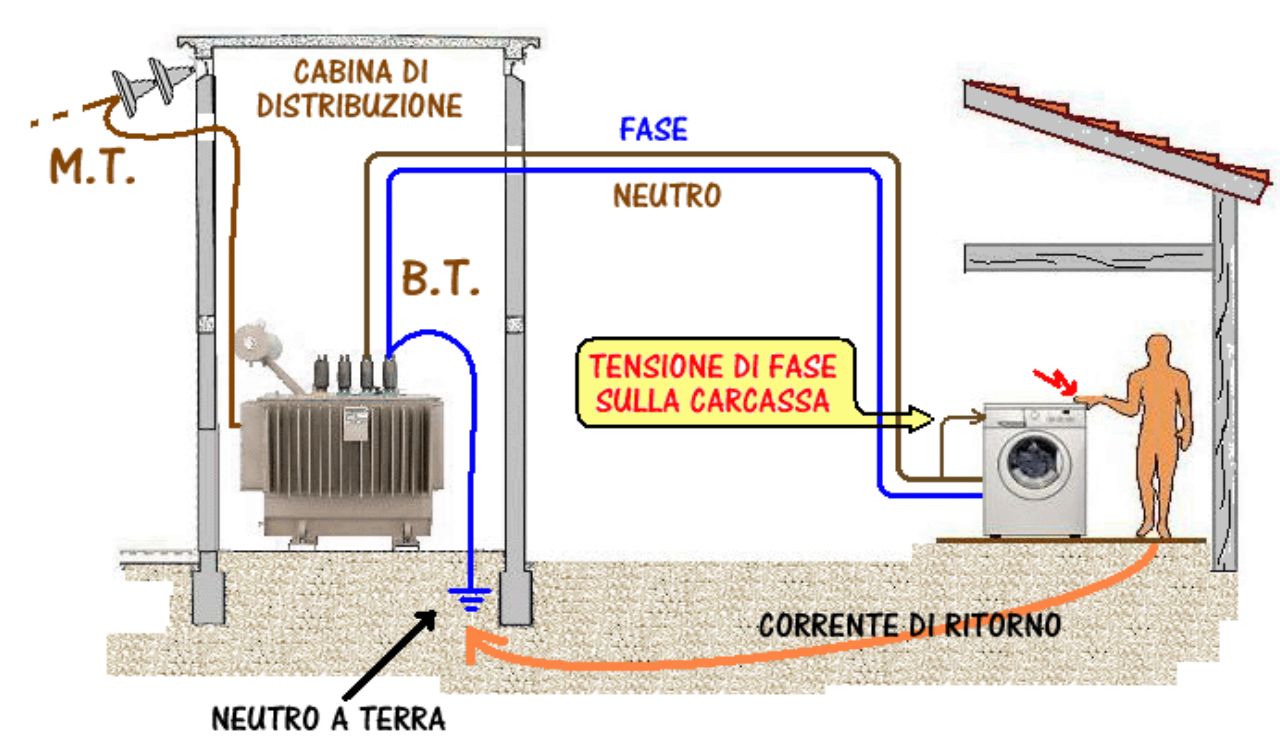 CABINA DI
DISTRIBUZIONE
M.T.
FASE
NEUTRO
B.T.
TENSIONE DI FASE
SULLA CARCASSA
CORRENTE DI RITORNO
NEUTRO A TERRA